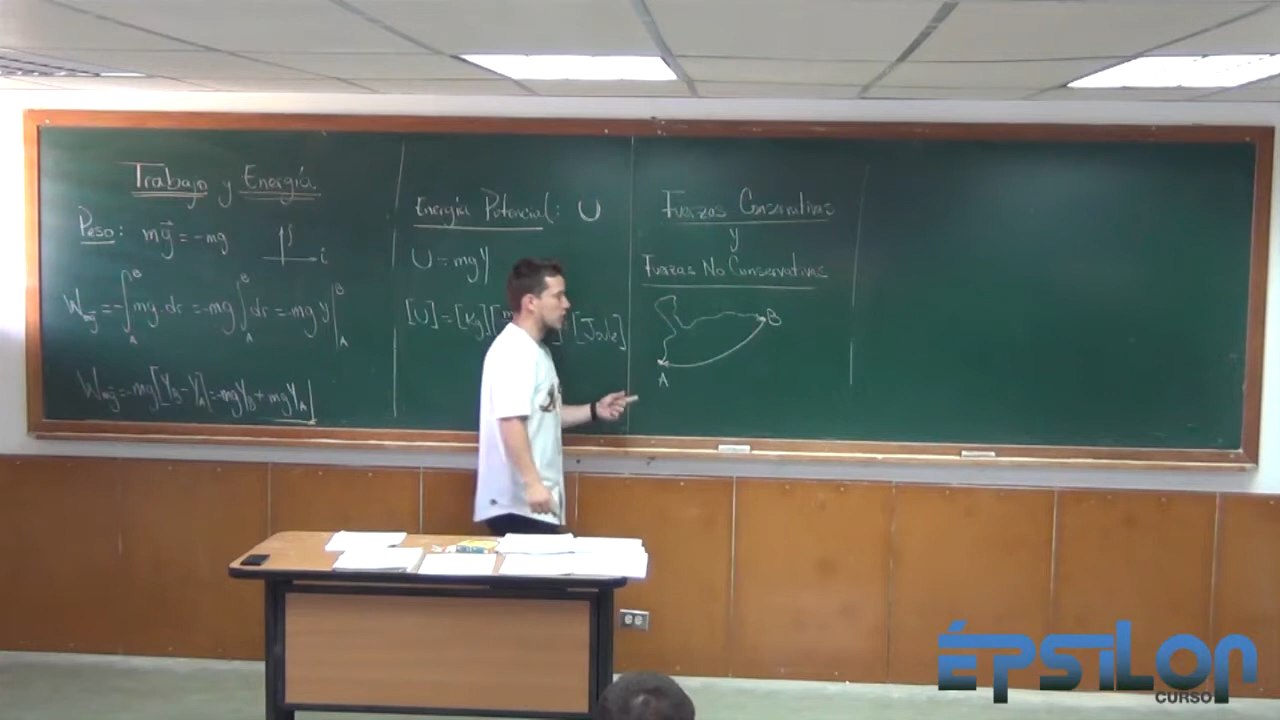 Trabajo y Energía
Peso: mg⃗ = -mg
ĵ
î
W_mg⃗ = -∫_A^B mg·dr = -mg ∫_A^B dr = -mg y|_A^B
W_mg⃗ = -mg[Y_B - Y_A] = -mgY_B + mgY_A
Energía Potencial: U
U = mgY
[U] = [Kg][m
] [Joule]
Fuerzas Conservativas
y
Fuerzas No Conservativas
B
A
ÉPSILON
CURSO